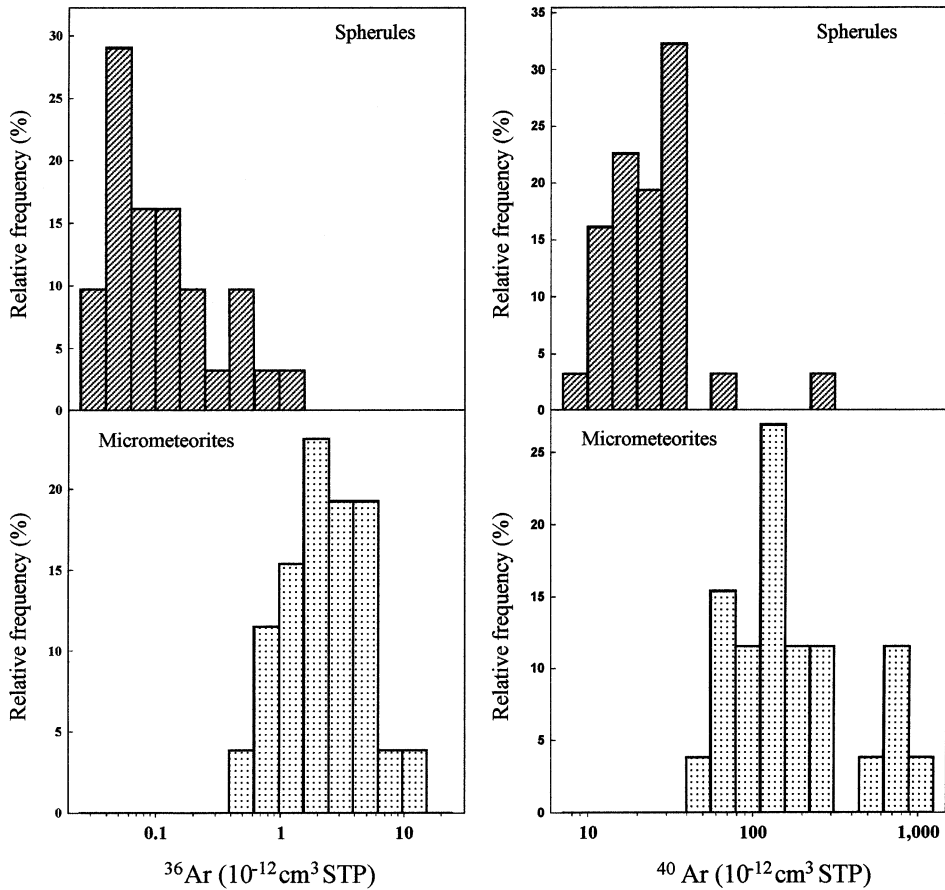 Spherules
Relative frequency (%)
30
25
20
15
10
5
0
Spherules
Relative frequency (%)
35
30
25
20
15
10
5
0
Micrometeorites
Relative frequency (%)
20
15
10
5
0
0.1 1 10
³⁶Ar (10⁻¹²cm³ STP)
Micrometeorites
Relative frequency (%)
25
20
15
10
5
0
10 100 1,000
⁴⁰ Ar (10⁻¹²cm³ STP)